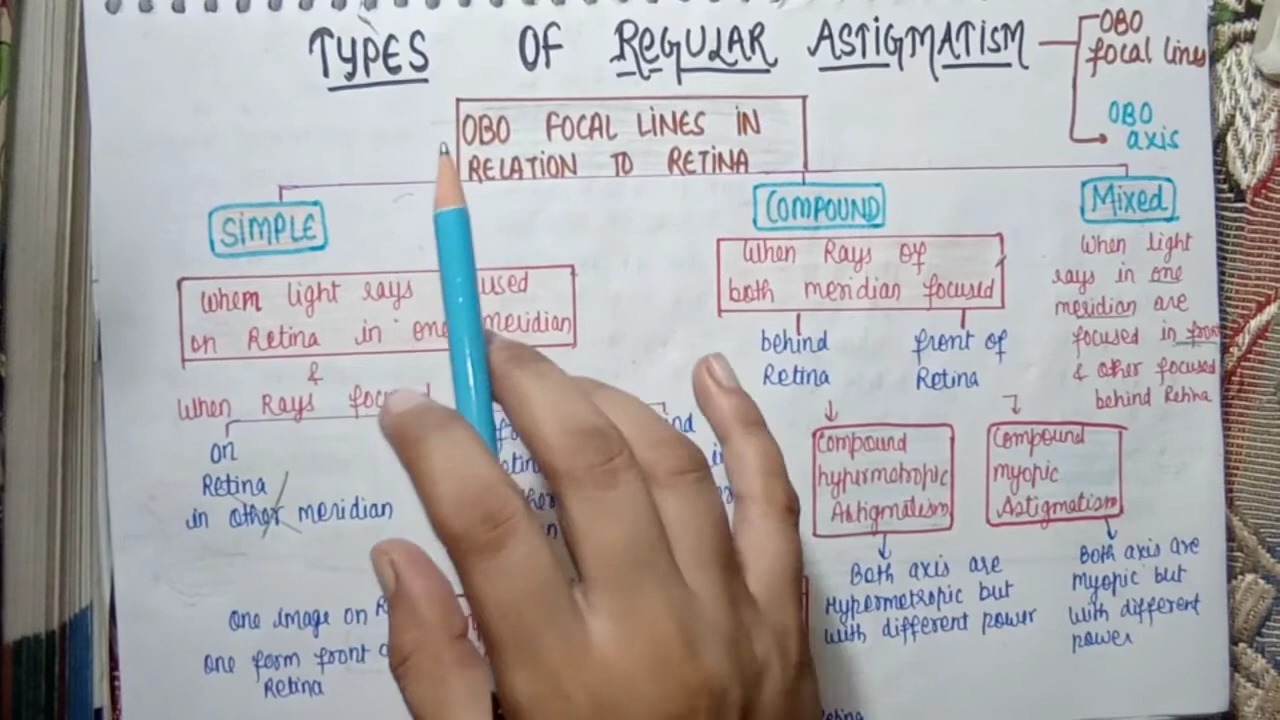 TYPES OF REGULAR ASTIGMATISM
OBO
focal lines
OBO
axis
OBO FOCAL LINES IN
RELATION TO RETINA
SIMPLE
When light rays used
on Retina in one meridian
&
When Rays
on
Retina
in other meridian
One image on
one form front
Retina
COMPOUND
When Rays of
both meridian focused
behind
Retina
front of
Retina
Compound
hypermetropic
Astigmatism
Compound
myopic
Astigmatism
Both axis are
Hypermetropic but
with different power
Both axis are
myopic but
with different
power
Mixed
When light
rays in one
meridian are
focused in
& other focused
behind Retina